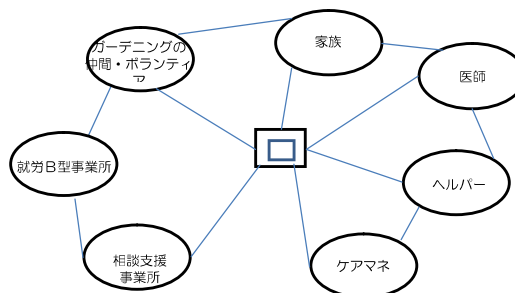 ガーデニングの
仲間・ボランティ
ア
家族
医師
就労B型事業所
ヘルパー
相談支援
事業所
ケアマネ